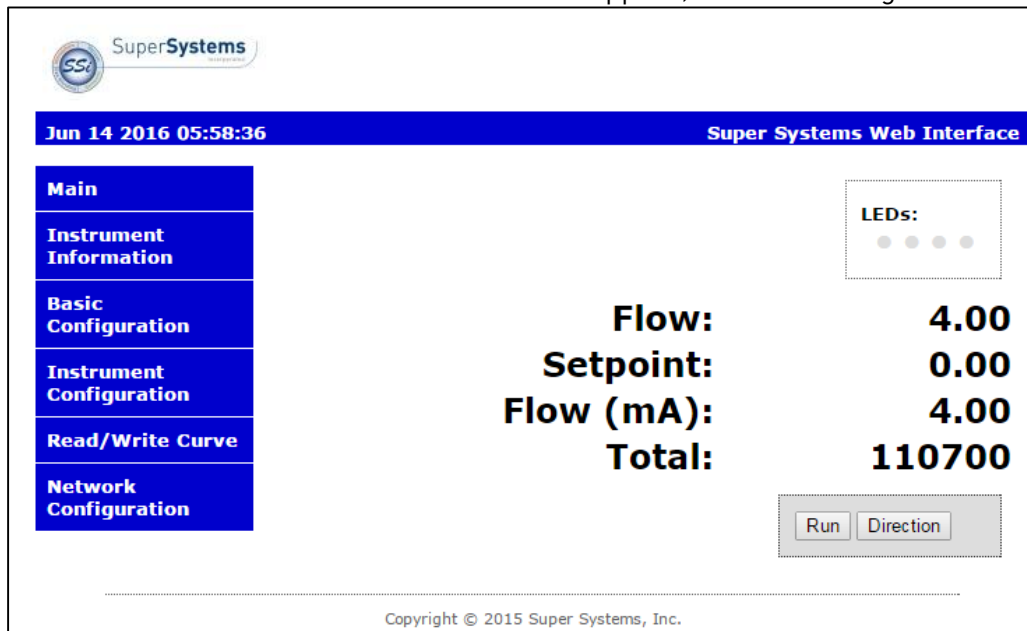 SSi
SuperSystems
incorporated
Jun 14 2016 05:58:36
Super Systems Web Interface
Main
Instrument
Information
Basic
Configuration
Instrument
Configuration
Read/Write Curve
Network
Configuration
LEDs:
Flow: 4.00
Setpoint: 0.00
Flow (mA): 4.00
Total: 110700
Run Direction
Copyright © 2015 Super Systems, Inc.